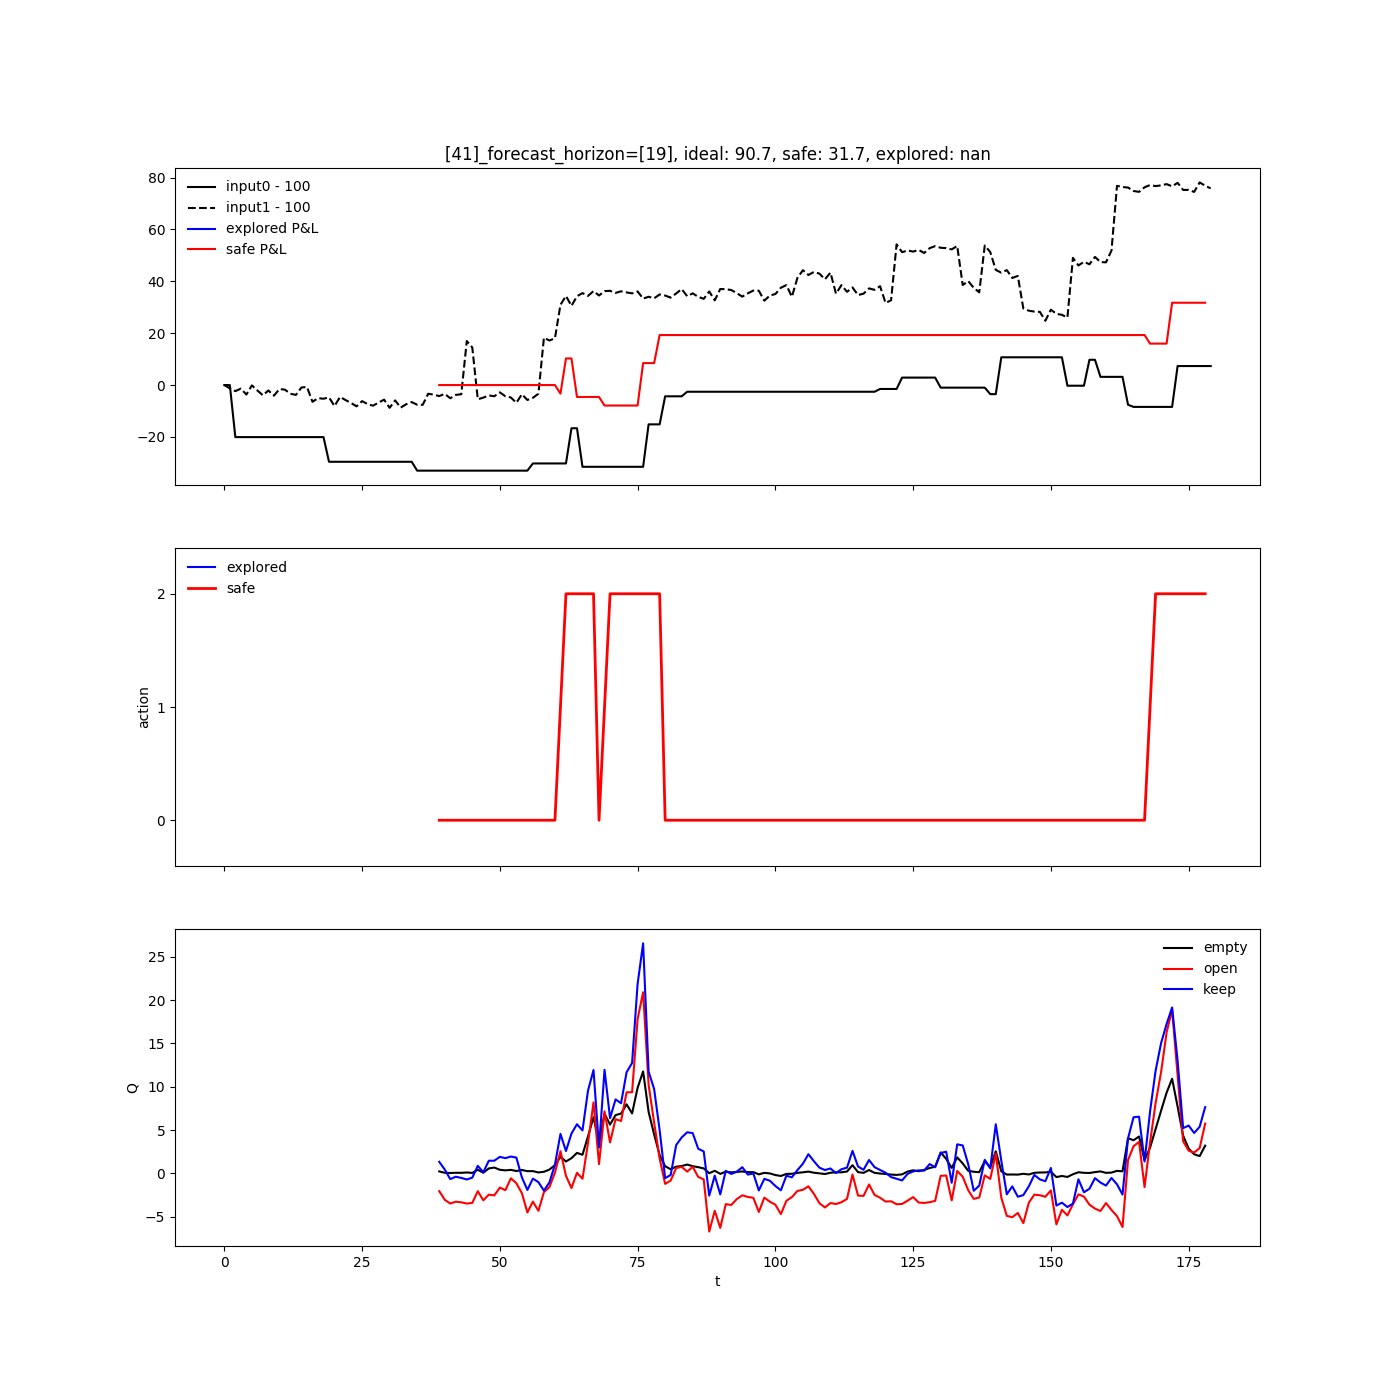 [41]_forecast_horizon=[19], ideal: 90.7, safe: 31.7, explored: nan
80
60
40
20
0
−20
input0 - 100
input1 - 100
explored P&L
safe P&L
2
1
0
action
explored
safe
25
20
15
10
5
0
−5
Q
empty
open
keep
0 25 50 75 100 125 150 175
t